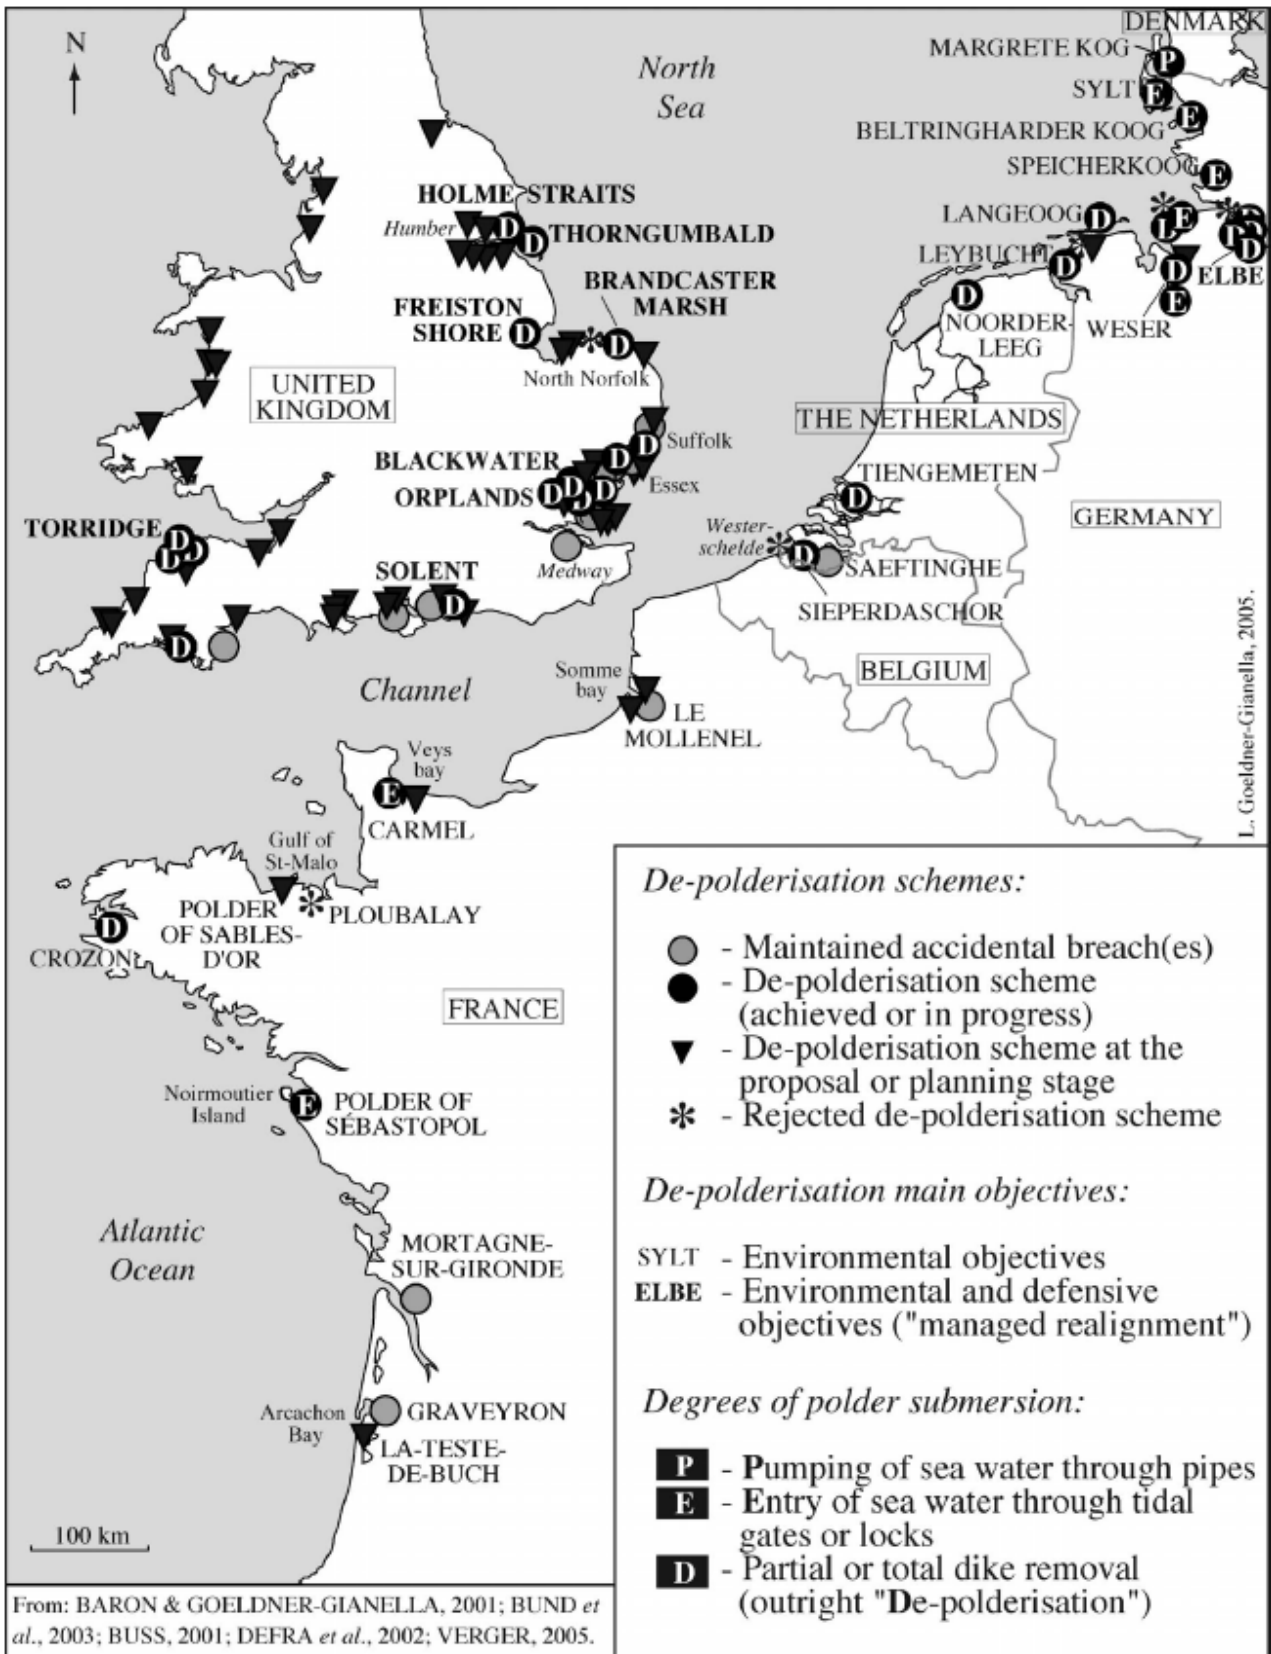 N
North
Sea
DENMARK
MARGRETE KOG
P
SYLT
E
BELTRINGHARDER KOOG
E
SPEICHERKOOG
E
HOLME STRAITS
Humber
D
D
THORNGUMBALD
LANGEOOG
D
E
D
LEYBUCHT
D
D
D
D
ELBE
BRANDCASTER
MARSH
FREISTON
SHORE
D
D
D
NOORDER-
LEEG
E
WESER
North Norfolk
UNITED
KINGDOM
THE NETHERLANDS
D
Suffolk
BLACKWATER
D
ORPLANDS
D
D
D
D
Essex
TIENGEMETEN
D
GERMANY
TORRIDGE
D
D
D
Wester-
schelde
D
SAEFTINGHE
Medway
SOLENT
D
SIEPERDASCHOR
D
BELGIUM
Channel
Somme
bay
LE
MOLLENEL
Veys
bay
E
CARMEL
Gulf of
St-Malo
POLDER
OF SABLES-
D'OR
PLOUBALAY
D
CROZON
FRANCE
Noirmoutier
Island
E
POLDER OF
SÉBASTOPOL
Atlantic
Ocean
MORTAGNE-
SUR-GIRONDE
Arcachon
Bay
GRAVEYRON
LA-TESTE-
DE-BUCH
100 km
From: BARON & GOELDNER-GIANELLA, 2001; BUND et
al., 2003; BUSS, 2001; DEFRA et al., 2002; VERGER, 2005.
L. Goeldner-Gianella, 2005.
De-polderisation schemes:
- Maintained accidental breach(es)
- De-polderisation scheme
(achieved or in progress)
- De-polderisation scheme at the
proposal or planning stage
- Rejected de-polderisation scheme
De-polderisation main objectives:
SYLT - Environmental objectives
ELBE - Environmental and defensive
objectives ("managed realignment")
Degrees of polder submersion:
P - Pumping of sea water through pipes
E - Entry of sea water through tidal
gates or locks
D - Partial or total dike removal
(outright "De-polderisation")